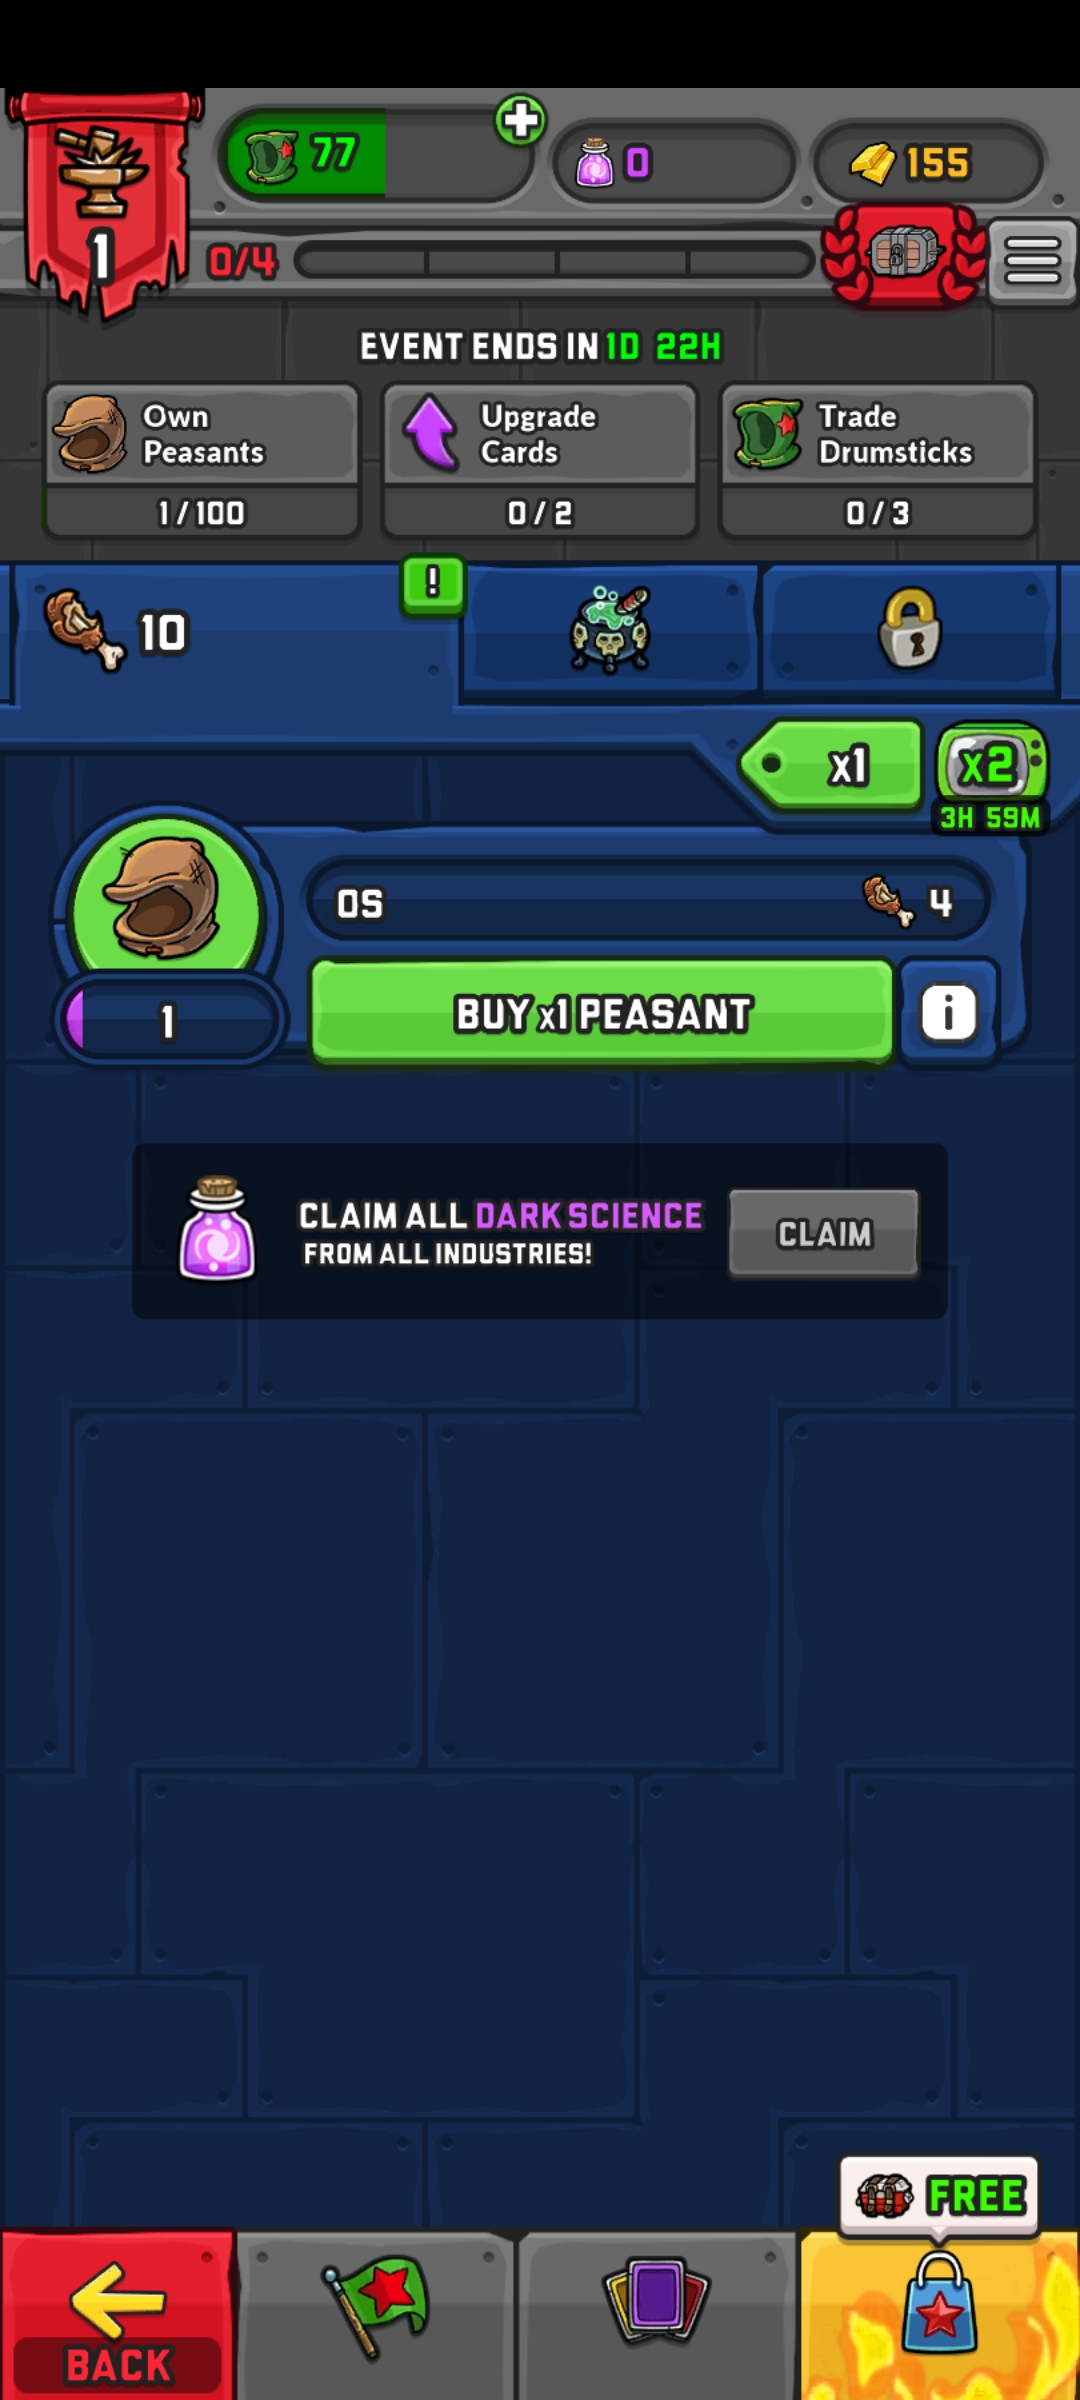 77
0
155
1
0/4
EVENT ENDS IN 1D 22H
Own
Peasants
1/100
Upgrade
Cards
0/2
Trade
Drumsticks
0/3
10
!
x1
x2
3H 59M
0S
4
1
BUY x1 PEASANT
i
CLAIM ALL DARK SCIENCE
FROM ALL INDUSTRIES!
CLAIM
FREE
BACK